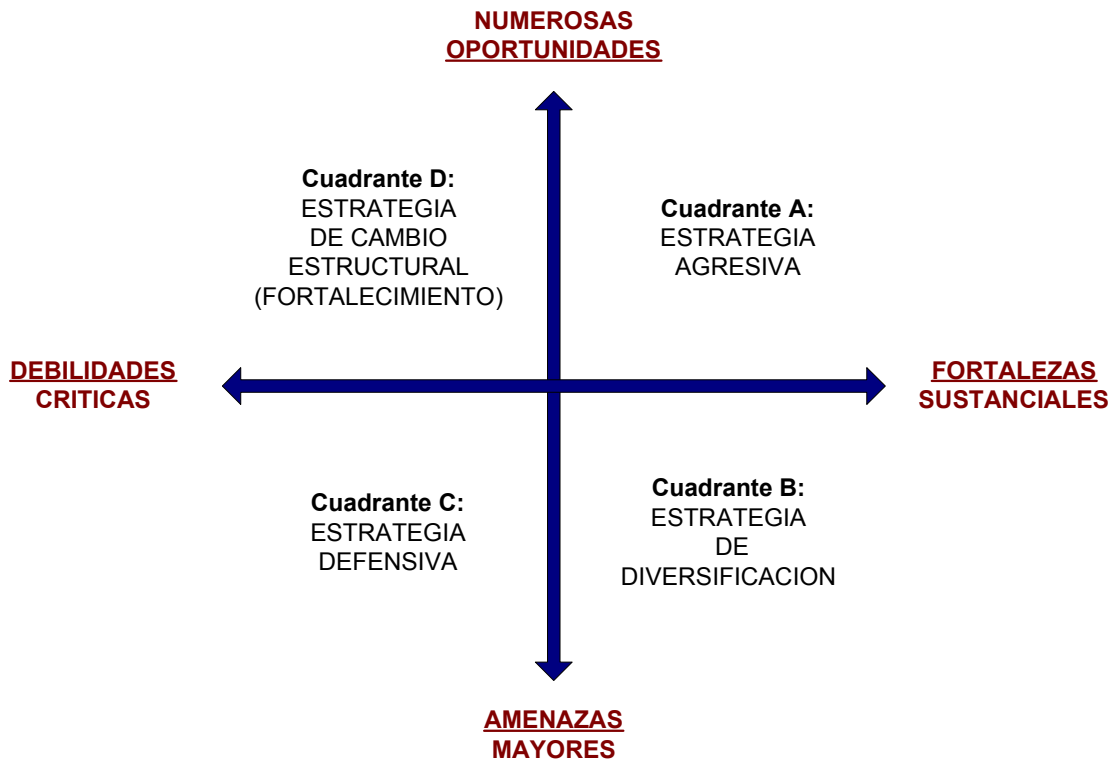 NUMEROSAS
OPORTUNIDADES
Cuadrante D:
ESTRATEGIA
DE CAMBIO
ESTRUCTURAL
(FORTALECIMIENTO)
Cuadrante A:
ESTRATEGIA
AGRESIVA
DEBILIDADES
CRITICAS
FORTALEZAS
SUSTANCIALES
Cuadrante C:
ESTRATEGIA
DEFENSIVA
Cuadrante B:
ESTRATEGIA
DE
DIVERSIFICACION
AMENAZAS
MAYORES